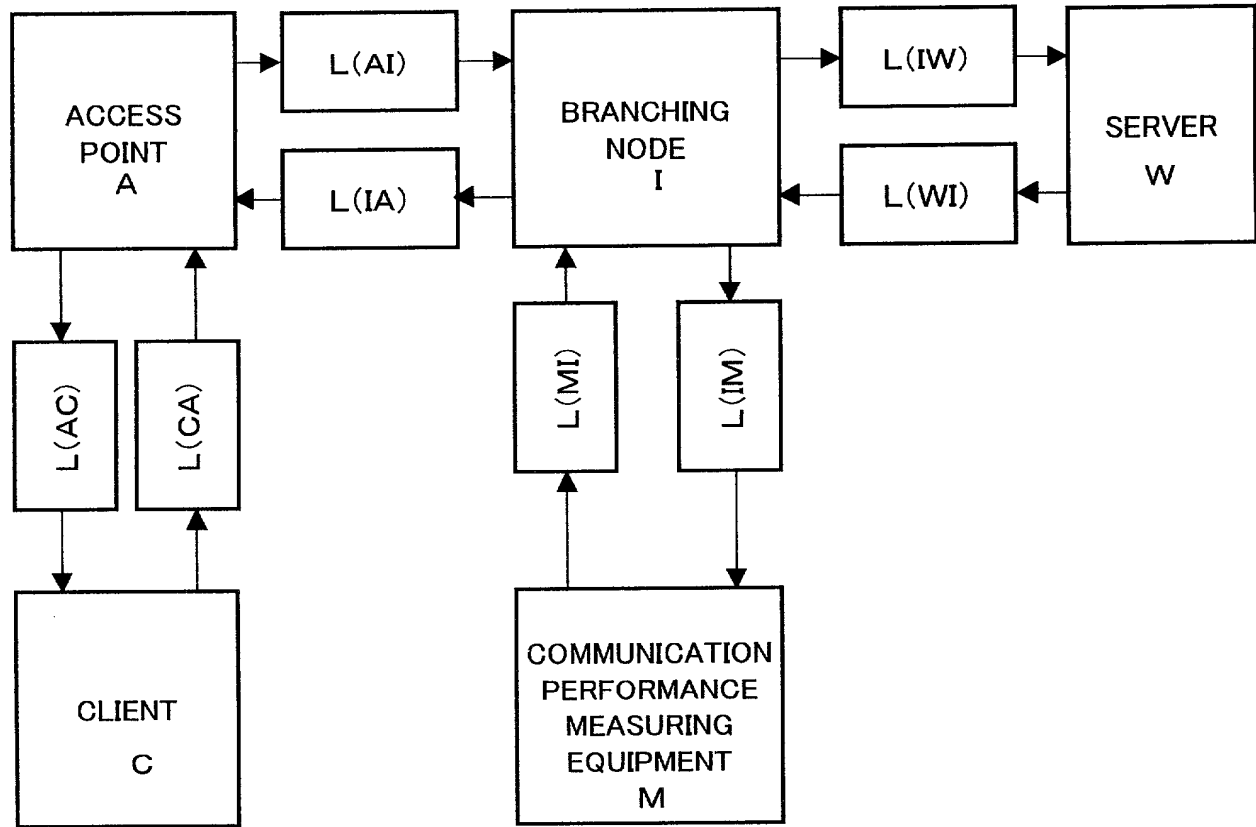 ACCESS
POINT
A
L(AI)
L(IA)
BRANCHING
NODE
I
L(IW)
L(WI)
SERVER
W
L(AC)
L(CA)
L(MI)
L(IM)
CLIENT
C
COMMUNICATION
PERFORMANCE
MEASURING
EQUIPMENT
M